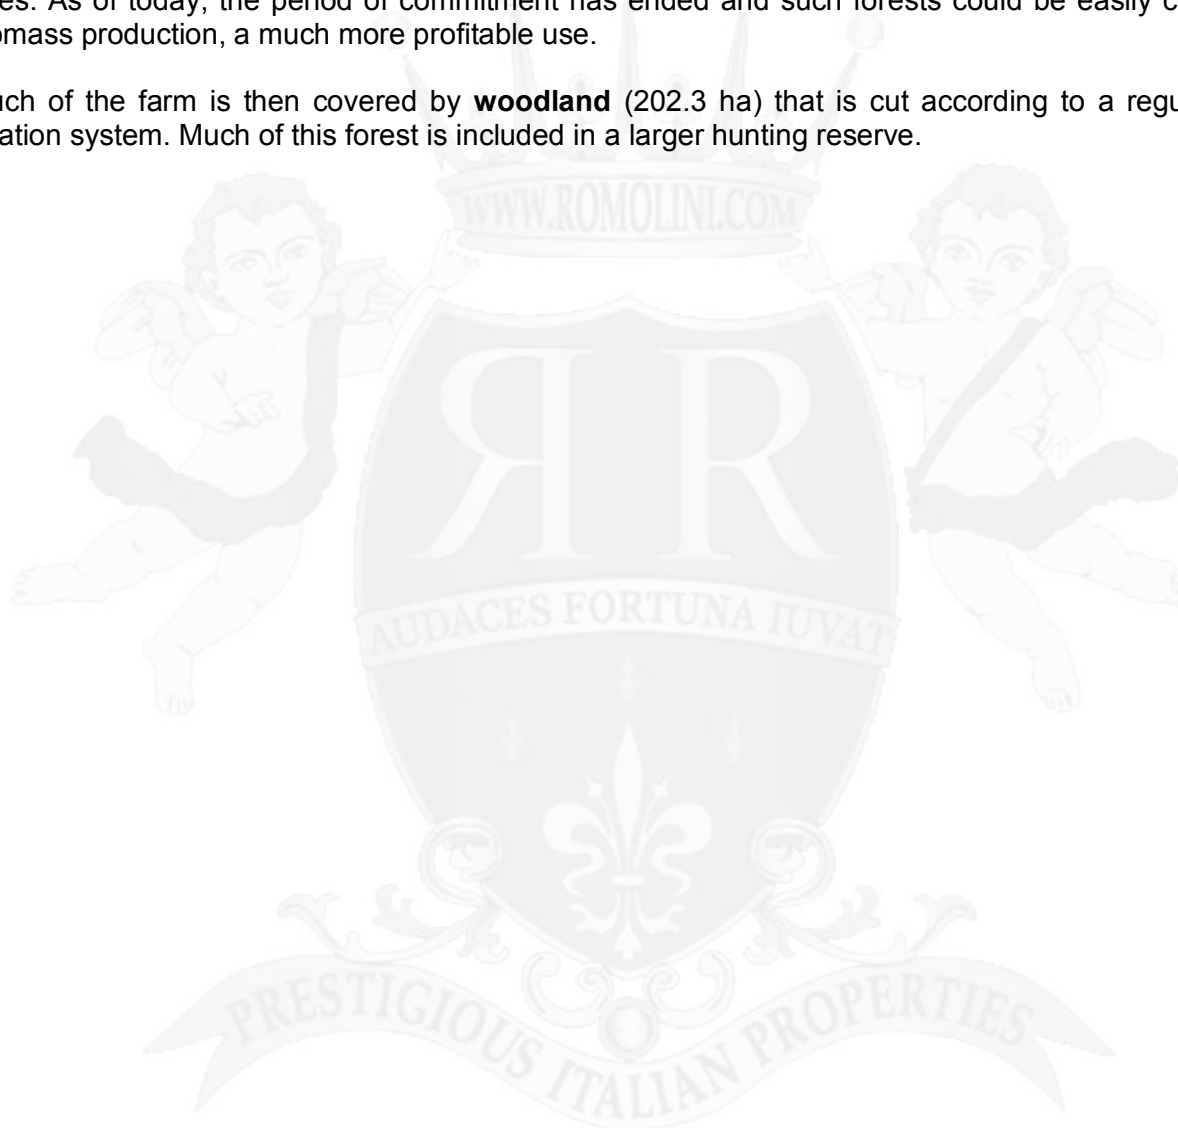 As of today, the period of commitment has ended and such forests could be easily
production, a much more profitable use.
of the farm is then covered by woodland (202.3 ha) that is cut according to a
system. Much of this forest is included in a larger hunting reserve.
WWW.ROMOLINI.COM
R R
AUDACES FORTUNA IUVAT
PRESTIGIOUS ITALIAN PROPERTIES